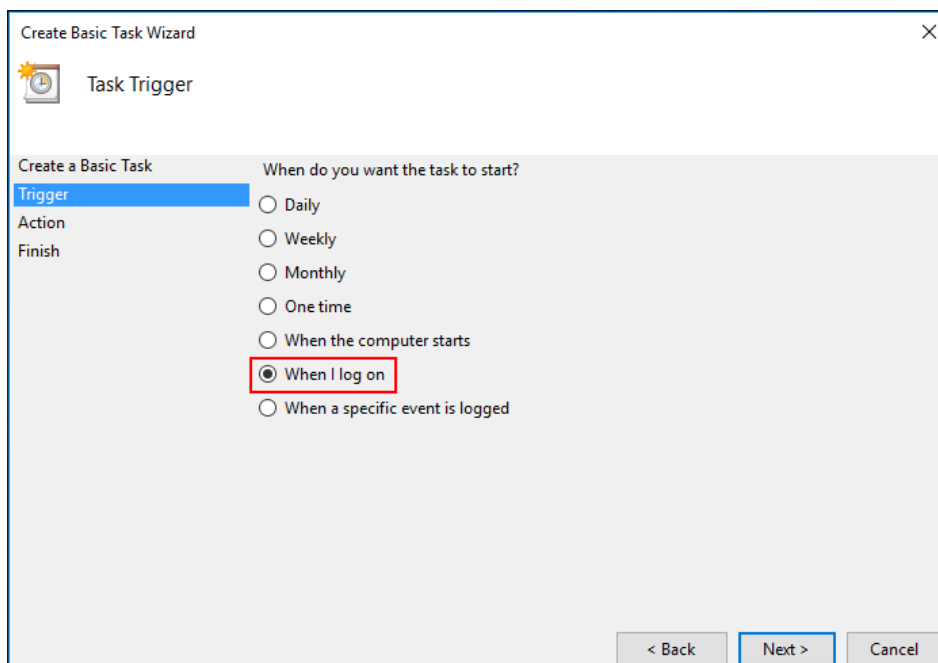 Create Basic Task Wizard
Task Trigger
Create a Basic Task
Trigger
Action
Finish
When do you want the task to start?
Daily
Weekly
Monthly
One time
When the computer starts
When I log on
When a specific event is logged
< Back
Next >
Cancel